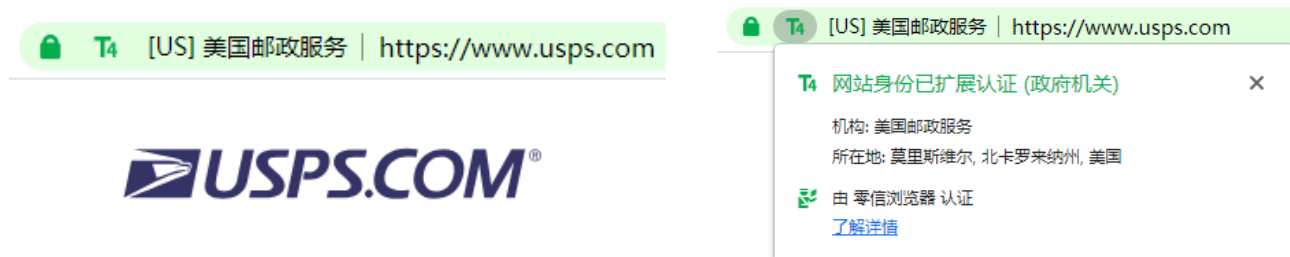 T4 [US] 美国邮政服务 | https://www.usps.com
USPS.COM®
T4 [US] 美国邮政服务 | https://www.usps.com
T4 网站身份已扩展认证 (政府机关)
机构: 美国邮政服务
所在地: 莫里斯维尔, 北卡罗来纳州, 美国
由 零信浏览器 认证
了解详情